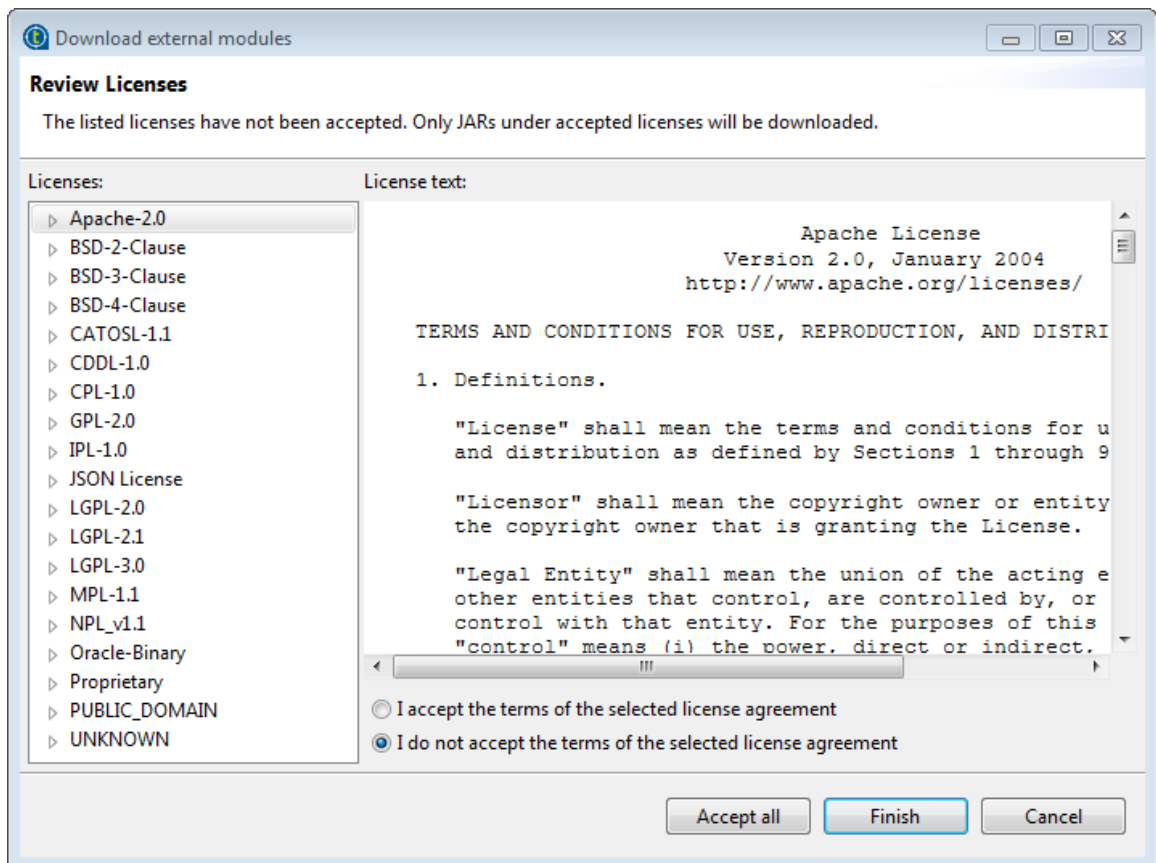 Download external modules
Review Licenses
The listed licenses have not been accepted. Only JARs under accepted licenses will be downloaded.
Licenses:
Apache-2.0
BSD-2-Clause
BSD-3-Clause
BSD-4-Clause
CATOSL-1.1
CDDL-1.0
CPL-1.0
GPL-2.0
IPL-1.0
JSON License
LGPL-2.0
LGPL-2.1
LGPL-3.0
MPL-1.1
NPL_v1.1
Oracle-Binary
Proprietary
PUBLIC_DOMAIN
UNKNOWN
License text:
Apache License
Version 2.0, January 2004
http://www.apache.org/licenses/
TERMS AND CONDITIONS FOR USE, REPRODUCTION, AND DISTRI
1. Definitions.
"License" shall mean the terms and conditions for u
and distribution as defined by Sections 1 through 9
"Licensor" shall mean the copyright owner or entity
the copyright owner that is granting the License.
"Legal Entity" shall mean the union of the acting e
other entities that control, are controlled by, or
control with that entity. For the purposes of this
"control" means (i) the power, direct or indirect,
I accept the terms of the selected license agreement
I do not accept the terms of the selected license agreement
Accept all
Finish
Cancel